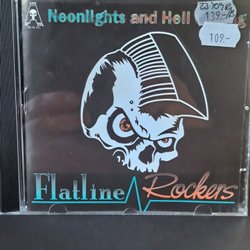 Neonlights and Hell
109:-
Flatline Rockers